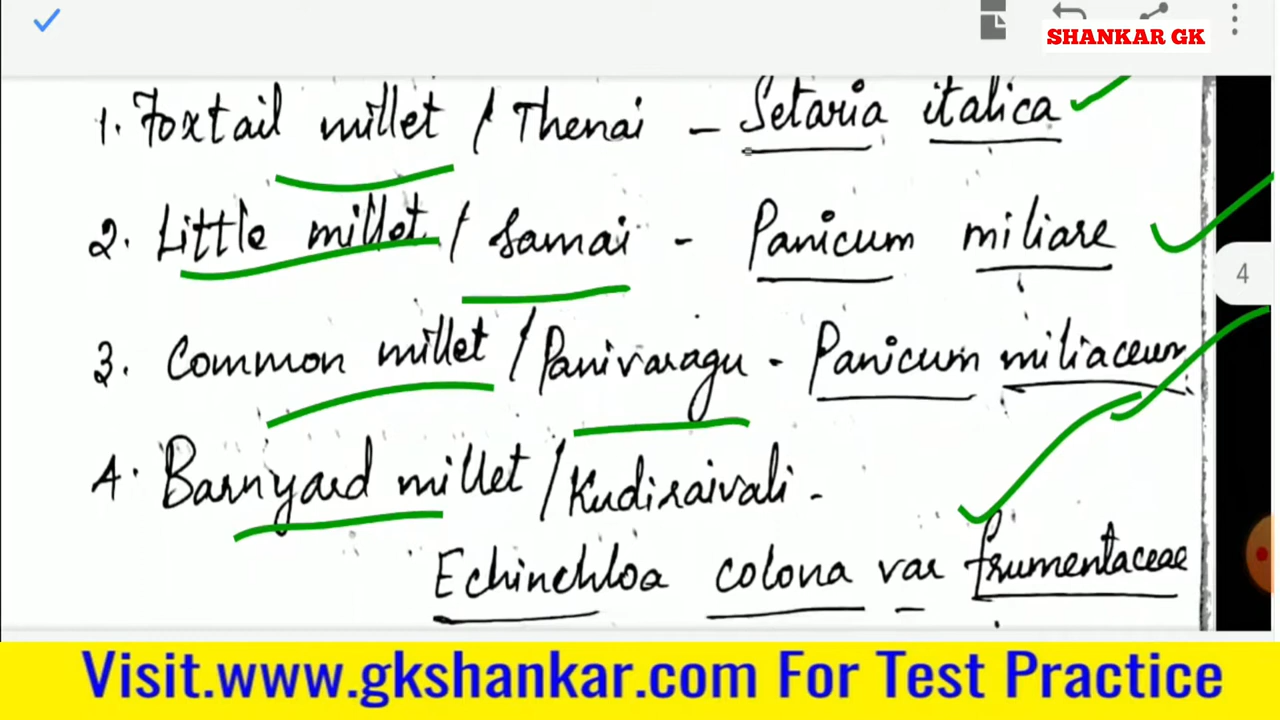 SHANKAR GK
1. Foxtail millet / Thenai - Setaria italica
2. Little millet / Samai - Panicum miliare
4
3. Common millet / Panivaragu - Panicum miliaceum
4. Barnyard millet / Kudiraivali -
Echinchloa colona var frumentaceae
Visit.www.gkshankar.com For Test Practice